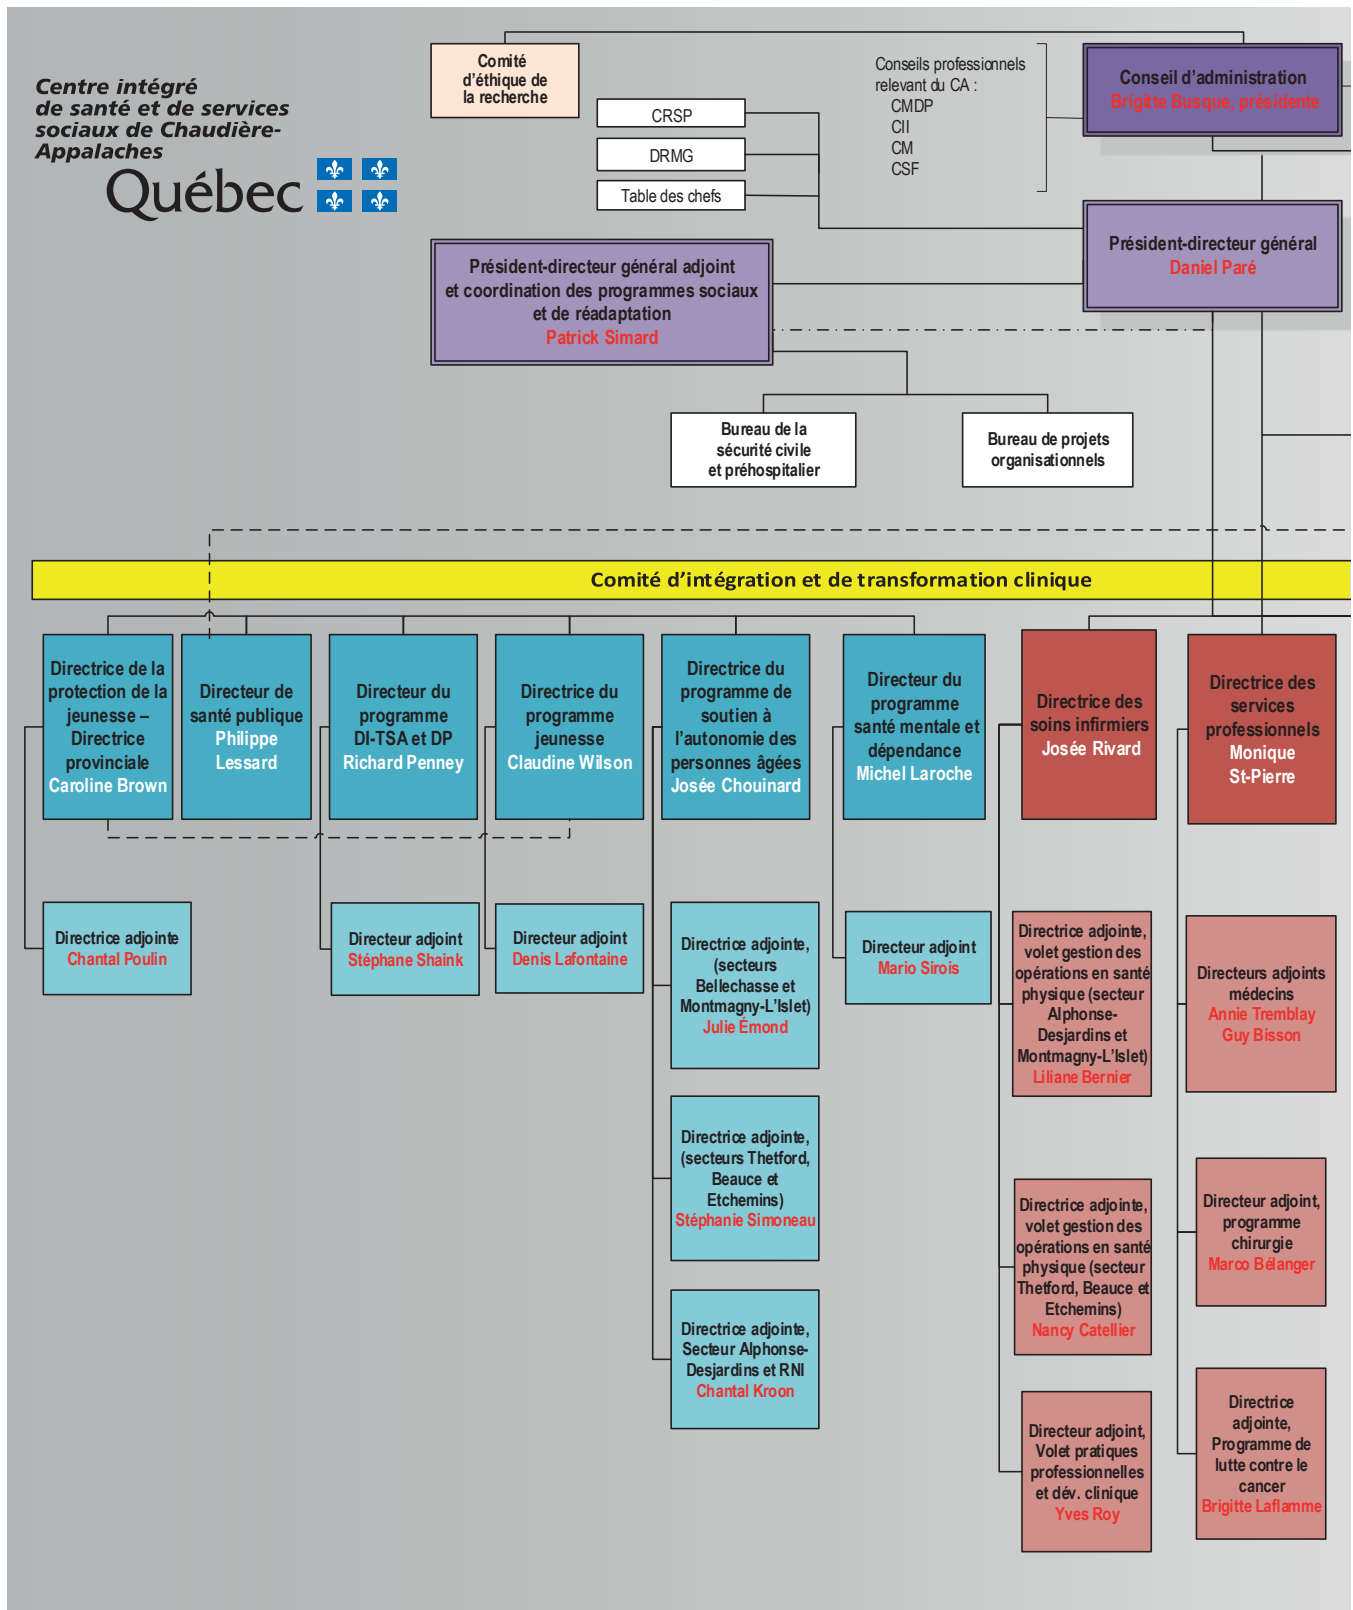 Centre intégré
de santé et de services
sociaux de Chaudière-
Appalaches
Québec
Comité
d'éthique de
la recherche
Conseils professionnels
relevant du CA :
CMDP
CII
CM
CSF
Conseil d'administration
Brigitte Busque, présidente
CRSP
DRMG
Table des chefs
Président-directeur général
Daniel Paré
Président-directeur général adjoint
et coordination des programmes sociaux
et de réadaptation
Patrick Simard
Bureau de la
sécurité civile
et préhospitalier
Bureau de projets
organisationnels
Comité d'intégration et de transformation clinique
Directrice de la
protection de la
jeunesse –
Directrice
provinciale
Caroline Brown
Directeur de
santé publique
Philippe
Lessard
Directeur du
programme
DI-TSA et DP
Richard Penney
Directrice du
programme
jeunesse
Claudine Wilson
Directrice du
programme de
soutien à
l'autonomie des
personnes âgées
Josée Chouinard
Directeur du
programme
santé mentale et
dépendance
Michel Laroche
Directrice des
soins infirmiers
Josée Rivard
Directrice des
services
professionnels
Monique
St-Pierre
Directrice adjointe
Chantal Poulin
Directeur adjoint
Stéphane Shaink
Directeur adjoint
Denis Lafontaine
Directrice adjointe,
(secteurs
Bellechasse et
Montmagny-L'Islet)
Julie Émond
Directeur adjoint
Mario Sirois
Directrice adjointe,
volet gestion des
opérations en santé
physique (secteur
Alphonse-
Desjardins et
Montmagny-L'Islet)
Liliane Bernier
Directeurs adjoints
médecins
Annie Tremblay
Guy Bisson
Directrice adjointe,
(secteurs Thetford,
Beauce et
Etchemins)
Stéphanie Simoneau
Directrice adjointe,
volet gestion des
opérations en santé
physique (secteur
Thetford, Beauce et
Etchemins)
Nancy Catellier
Directeur adjoint,
programme
chirurgie
Marco Bélanger
Directrice adjointe,
Secteur Alphonse-
Desjardins et RNI
Chantal Kroon
Directeur adjoint,
Volet pratiques
professionnelles
et dév. clinique
Yves Roy
Directrice
adjointe,
Programme de
lutte contre le
cancer
Brigitte Laflamme